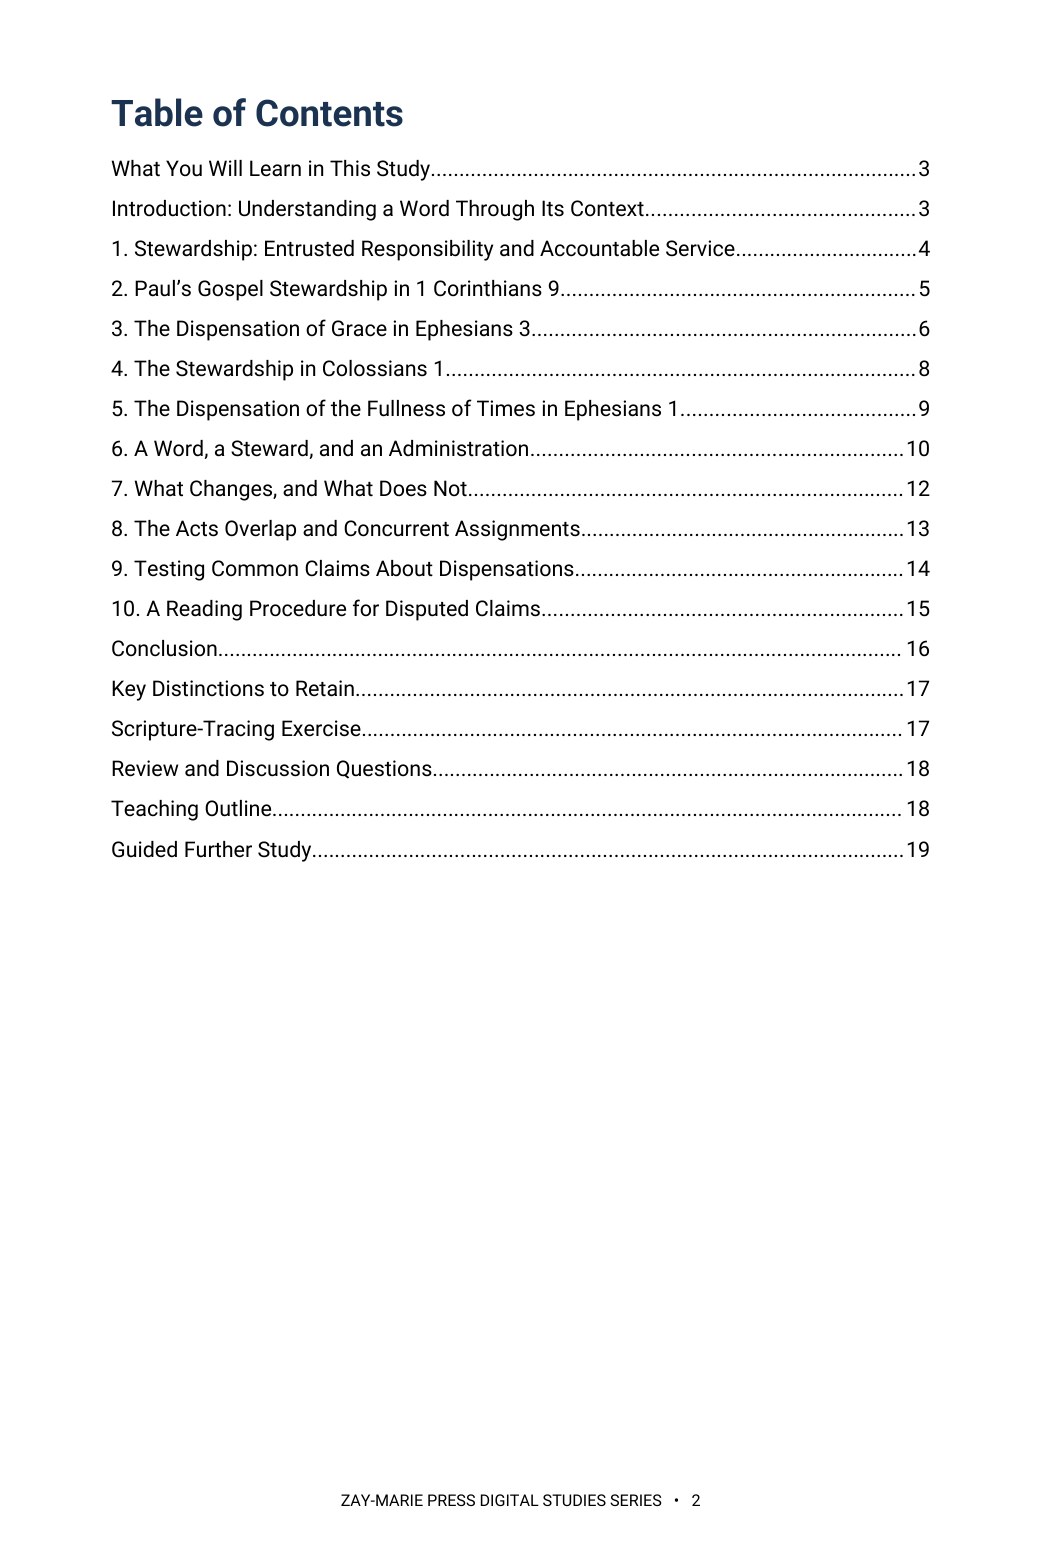 Table of Contents
What You Will Learn in This Study....................................................................................3
Introduction: Understanding a Word Through Its Context...............................................3
1. Stewardship: Entrusted Responsibility and Accountable Service...............................4
2. Paul’s Gospel Stewardship in 1 Corinthians 9..............................................................5
3. The Dispensation of Grace in Ephesians 3...................................................................6
4. The Stewardship in Colossians 1..................................................................................8
5. The Dispensation of the Fullness of Times in Ephesians 1.........................................9
6. A Word, a Steward, and an Administration.................................................................10
7. What Changes, and What Does Not............................................................................12
8. The Acts Overlap and Concurrent Assignments........................................................13
9. Testing Common Claims About Dispensations.........................................................14
10. A Reading Procedure for Disputed Claims...............................................................15
Conclusion....................................................................................................................... 16
Key Distinctions to Retain...............................................................................................17
Scripture-Tracing Exercise.............................................................................................. 17
Review and Discussion Questions..................................................................................18
Teaching Outline.............................................................................................................. 18
Guided Further Study.......................................................................................................19
ZAY-MARIE PRESS DIGITAL STUDIES SERIES • 2